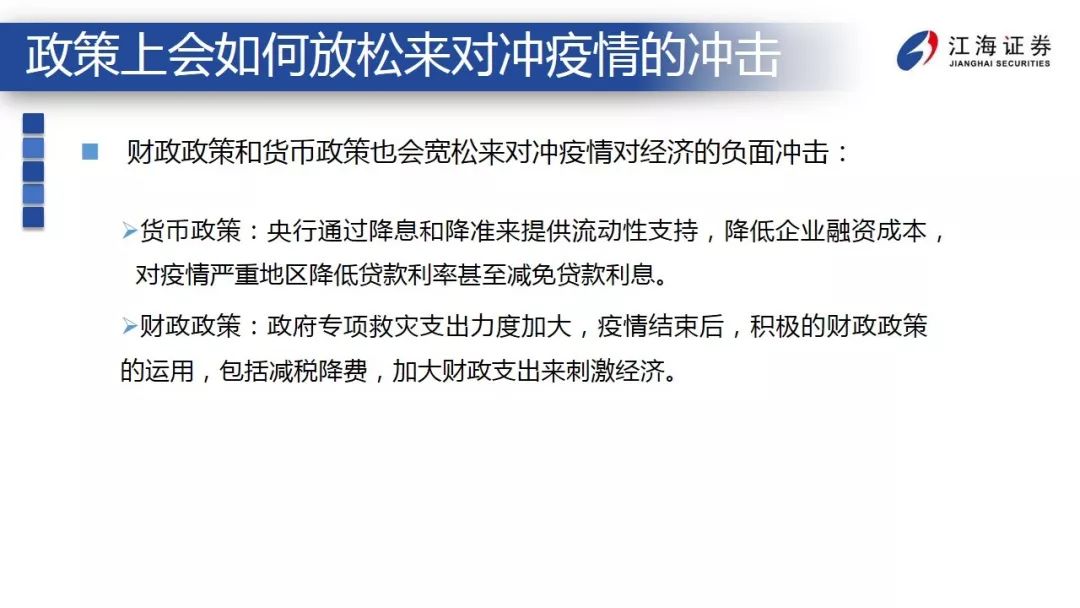 政策上会如何放松来对冲疫情的冲击
江海证券
JIANGHAI SECURITIES
财政政策和货币政策也会宽松来对冲疫情对经济的负面冲击：
货币政策：央行通过降息和降准来提供流动性支持，降低企业融资成本，
对疫情严重地区降低贷款利率甚至减免贷款利息。
财政政策：政府专项救灾支出力度加大，疫情结束后，积极的财政政策
的运用，包括减税降费，加大财政支出来刺激经济。